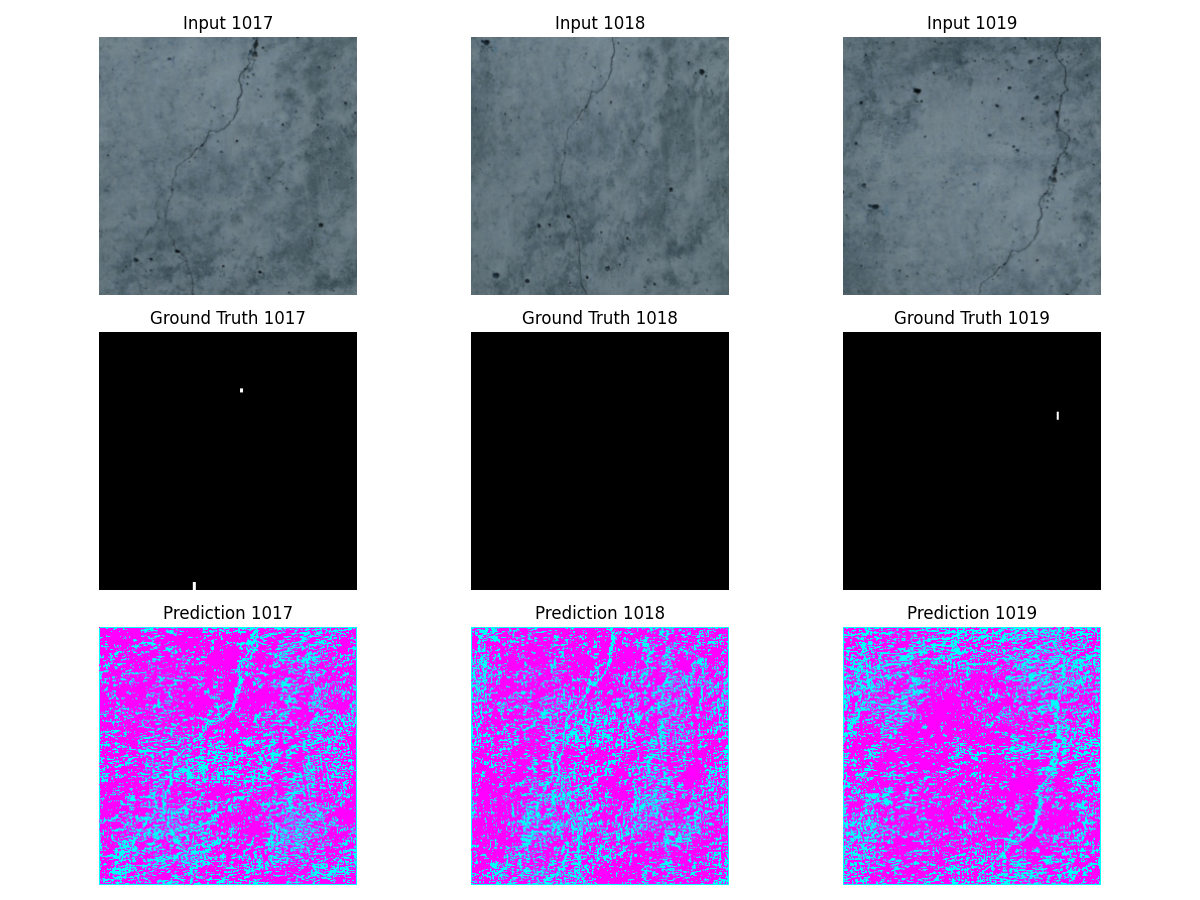 Input 1017
Input 1018
Input 1019
Ground Truth 1017
Ground Truth 1018
Ground Truth 1019
Prediction 1017
Prediction 1018
Prediction 1019